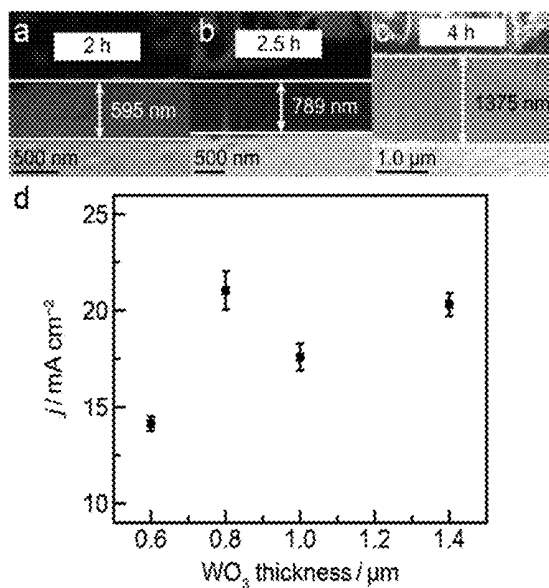 a
2 h
595 nm
500 nm
b
2.5 h
789 nm
500 nm
c
4 h
1375 nm
1.0 μm
d
25
20
15
10
j / mA cm⁻²
0.6 0.8 1.0 1.2 1.4
WO₃ thickness / μm